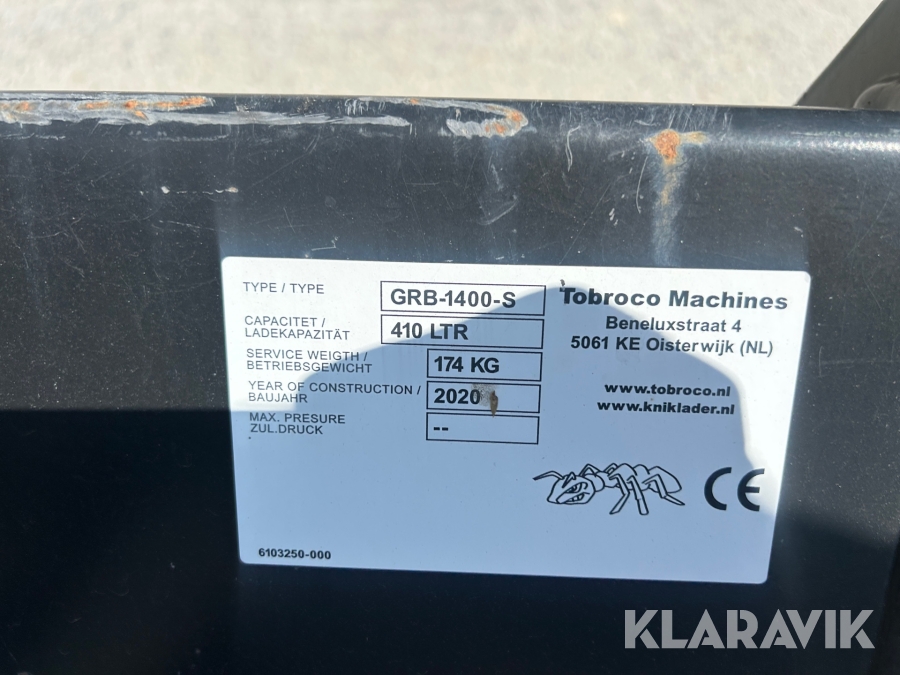 TYPE / TYPE GRB-1400-S
CAPACITET / LADEKAPAZITÄT 410 LTR
SERVICE WEIGTH / BETRIEBSGEWICHT 174 KG
YEAR OF CONSTRUCTION / BAUJAHR 2020
MAX. PRESURE ZUL.DRUCK --
Tobroco Machines
Beneluxstraat 4
5061 KE Oisterwijk (NL)
www.tobroco.nl
www.kniklader.nl
CE
6103250-000
KLARAVIK